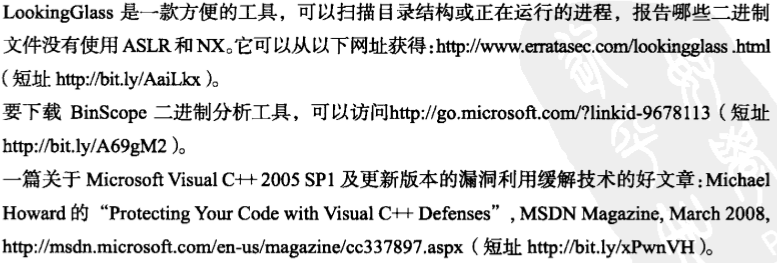 LookingGlass 是一款方便的工具，可以扫描目录结构或正在运行的进程，报告哪些二进制
文件没有使用 ASLR 和 NX。它可以从以下网址获得：http://www.erratasec.com/lookingglass .html
（短址 http://bit.ly/AaiLkx ）。
要下载 BinScope 二进制分析工具，可以访问http://go.microsoft.com/?linkid-9678113（短址
http://bit.ly/A69gM2 ）。
一篇关于 Microsoft Visual C++ 2005 SP1 及更新版本的漏洞利用缓解技术的好文章：Michael
Howard 的 “Protecting Your Code with Visual C++ Defenses”, MSDN Magazine, March 2008,
http://msdn.microsoft.com/en-us/magazine/cc337897.aspx（短址 http://bit.ly/xPwnVH ）。